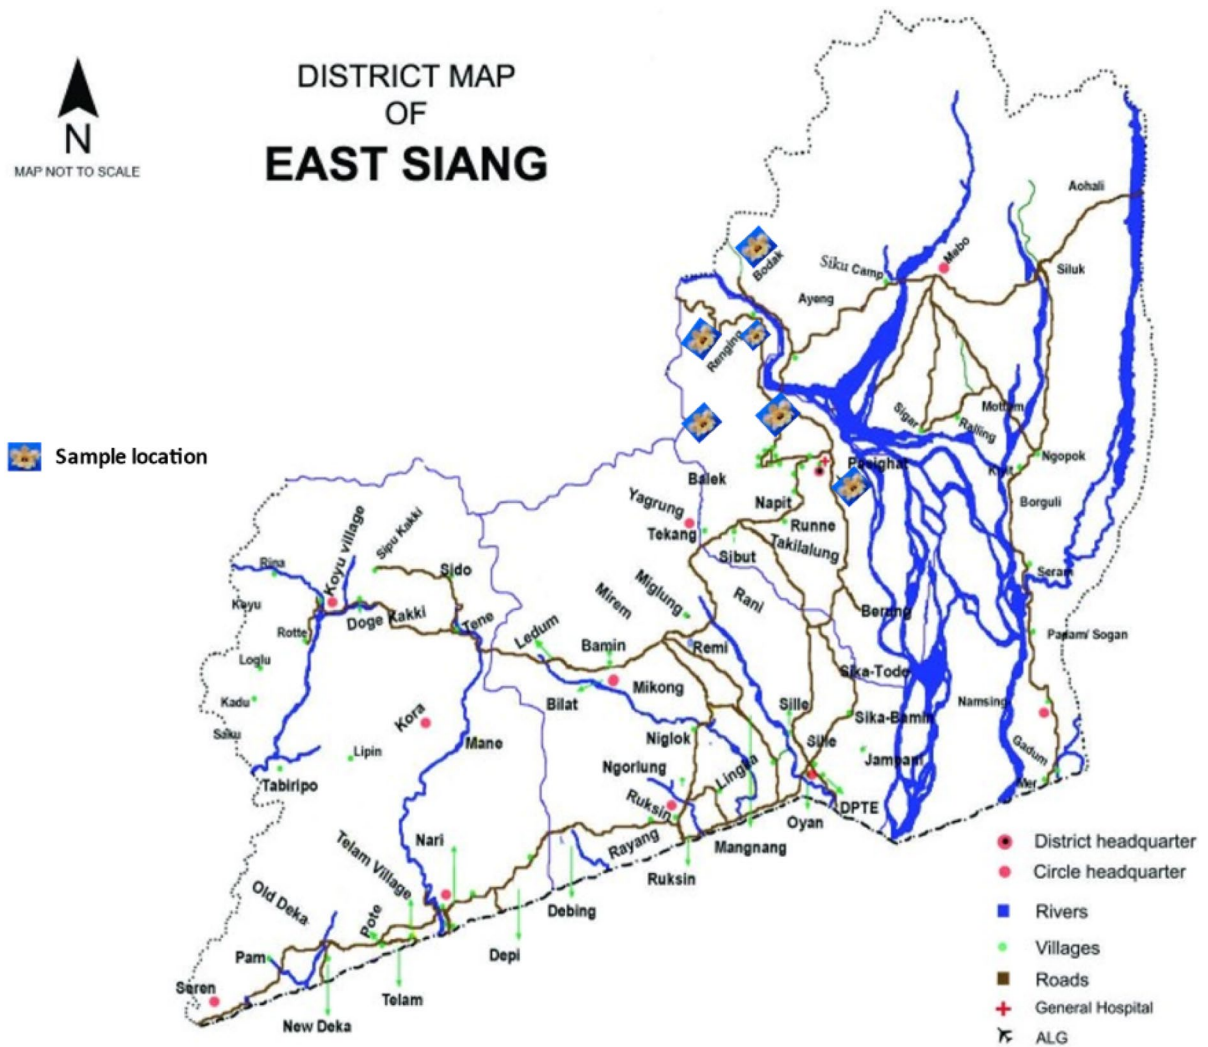 DISTRICT MAP
OF
EAST SIANG
N
MAP NOT TO SCALE
Sample location
Aohali
Bodak
Siku Camp
Mebo
Siluk
Ayeng
Renging
Sigar
Ralling
Ngopok
Pasighat
Balek
Borguli
Yagrung
Napit
Runne
Tekang
Takilalung
Sibut
Koyu village
Sipu Kakki
Rina
Sido
Seram
Miglung
Mirem
Rani
Koyu
Doge Kakki
Tene
Ledum
Berung
Rotte
Bamin
Remi
Loglu
Sika-Tode
Kadu
Bilat
Mikong
Sille
Namsing
Kora
Sika-Bamin
Saku
Mane
Niglok
Sille
Lipin
Jampani
Gadum
Ngorlung
Lingka
Tabiripo
Mer
Ruksin
DPTE
Oyan
Nari
Rayang
Mangnang
Telam Village
Ruksin
Old Deka
Pote
Debing
Pam
Depi
Seren
Telam
New Deka
District headquarter
Circle headquarter
Rivers
Villages
Roads
General Hospital
ALG